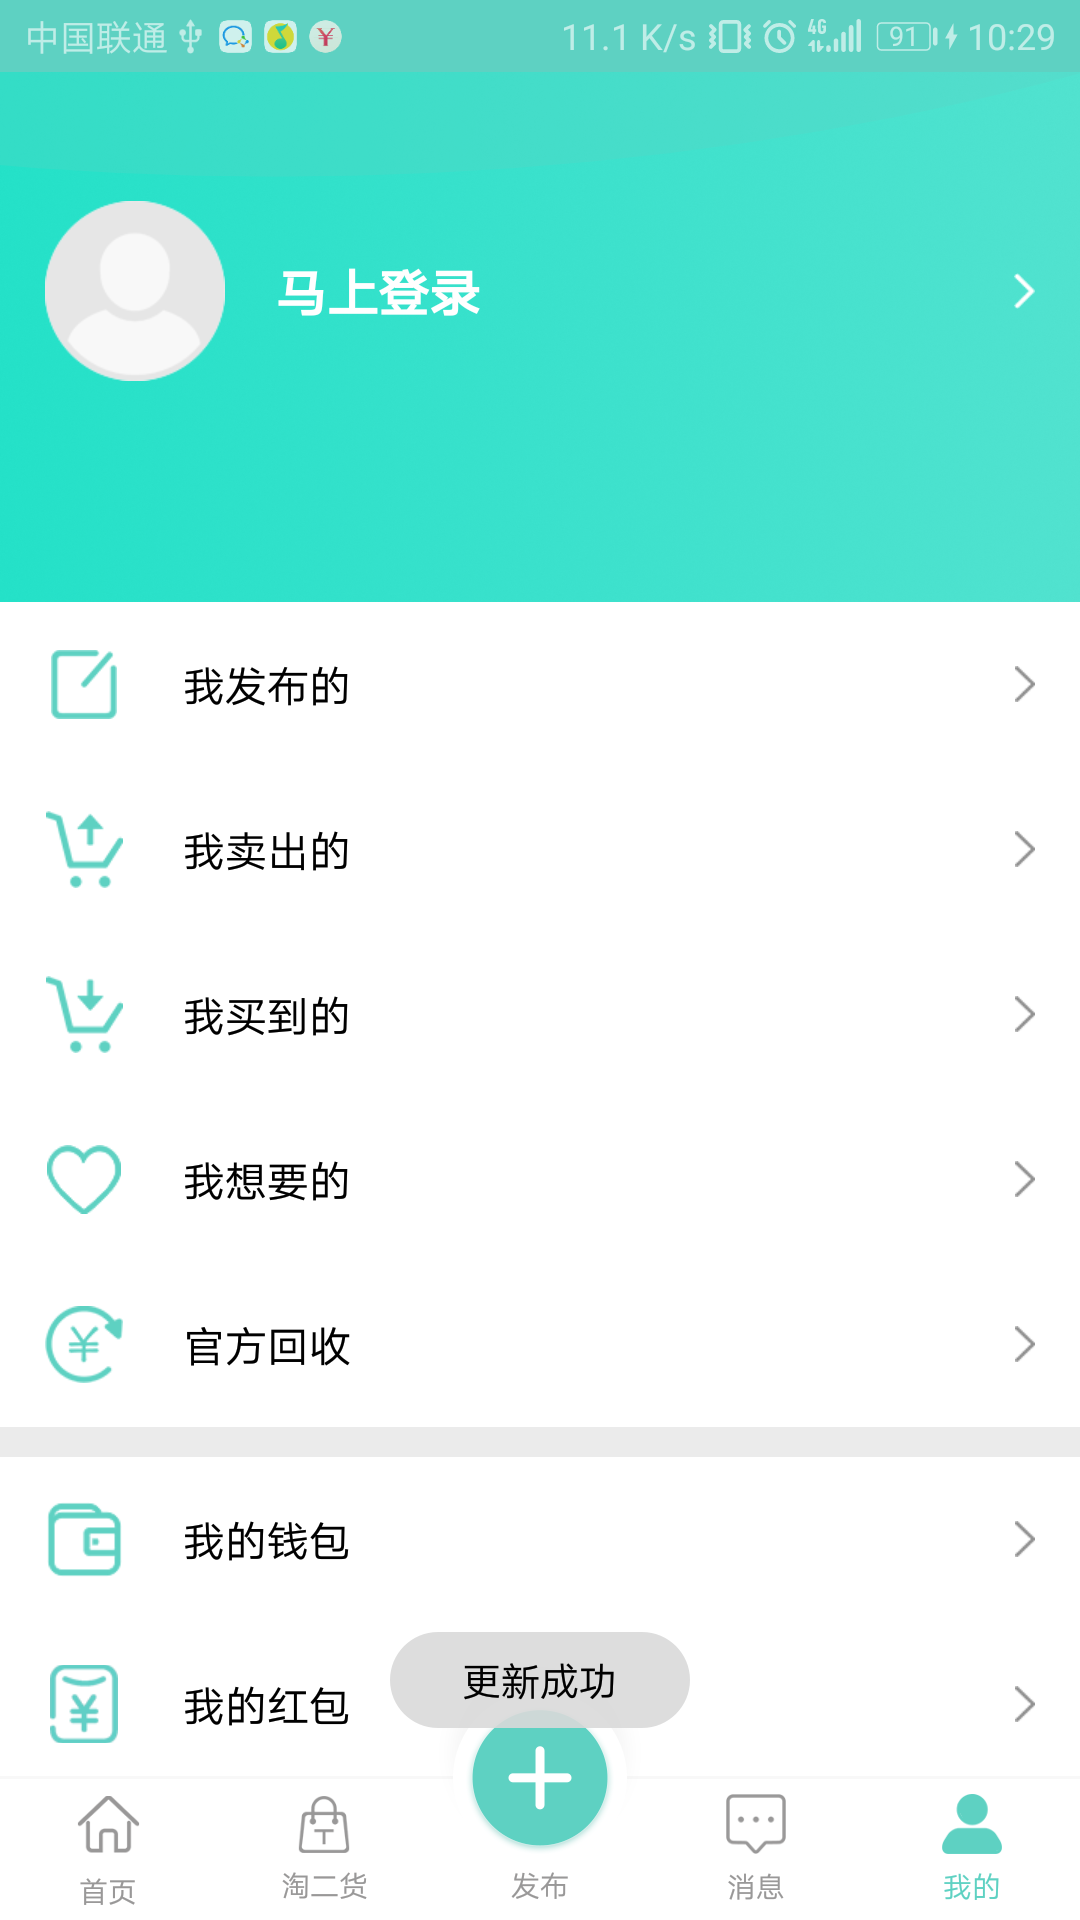 中国联通 11.1 K/s 4G 91 10:29
马上登录
我发布的
我卖出的
我买到的
我想要的
官方回收
我的钱包
我的红包
更新成功
首页 淘二货 发布 消息 我的